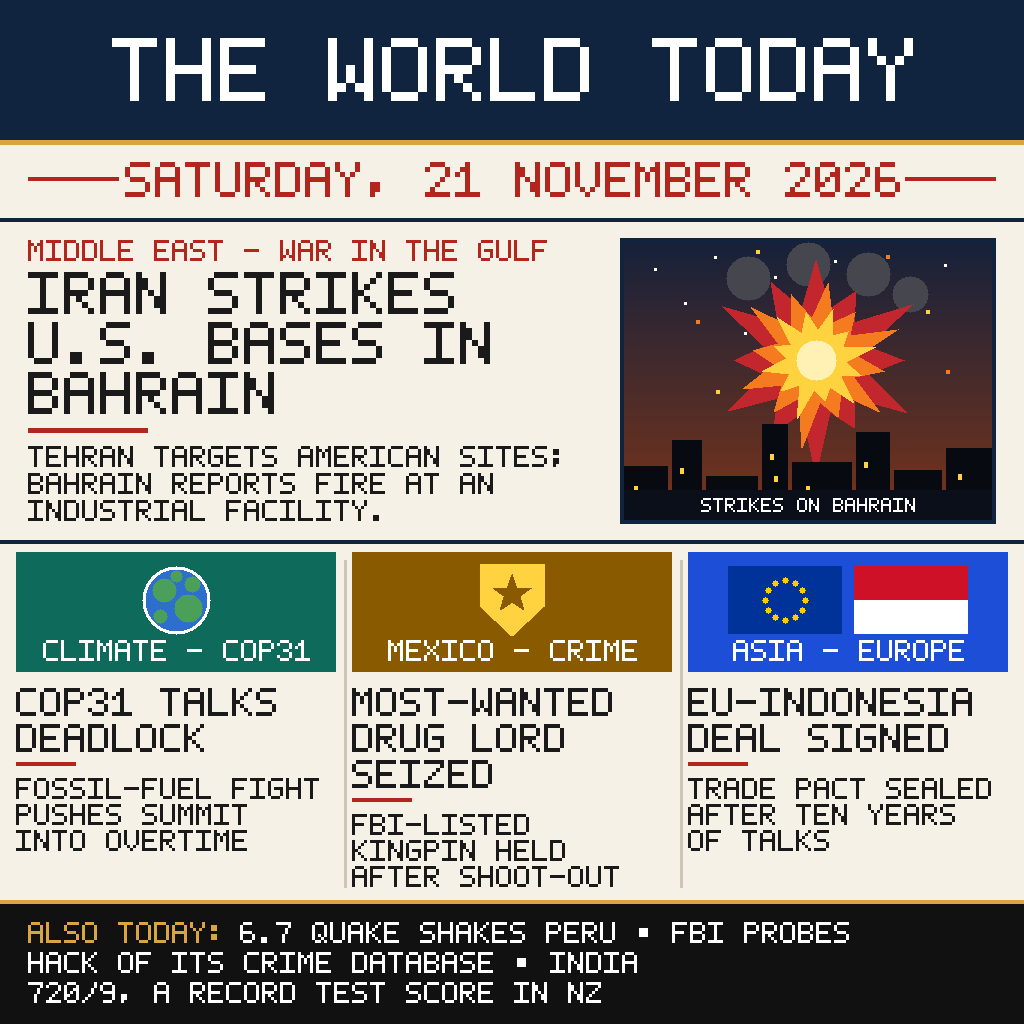 THE WORLD TODAY
SATURDAY, 21 NOVEMBER 2026
MIDDLE EAST - WAR IN THE GULF
IRAN STRIKES
U.S. BASES IN
BAHRAIN
TEHRAN TARGETS AMERICAN SITES;
BAHRAIN REPORTS FIRE AT AN
INDUSTRIAL FACILITY.
STRIKES ON BAHRAIN
CLIMATE - COP31
COP31 TALKS
DEADLOCK
FOSSIL-FUEL FIGHT
PUSHES SUMMIT
INTO OVERTIME
MEXICO - CRIME
MOST-WANTED
DRUG LORD
SEIZED
FBI-LISTED
KINGPIN HELD
AFTER SHOOT-OUT
ASIA - EUROPE
EU-INDONESIA
DEAL SIGNED
TRADE PACT SEALED
AFTER TEN YEARS
OF TALKS
ALSO TODAY: 6.7 QUAKE SHAKES PERU ▪ FBI PROBES
HACK OF ITS CRIME DATABASE ▪ INDIA
720/9, A RECORD TEST SCORE IN NZ